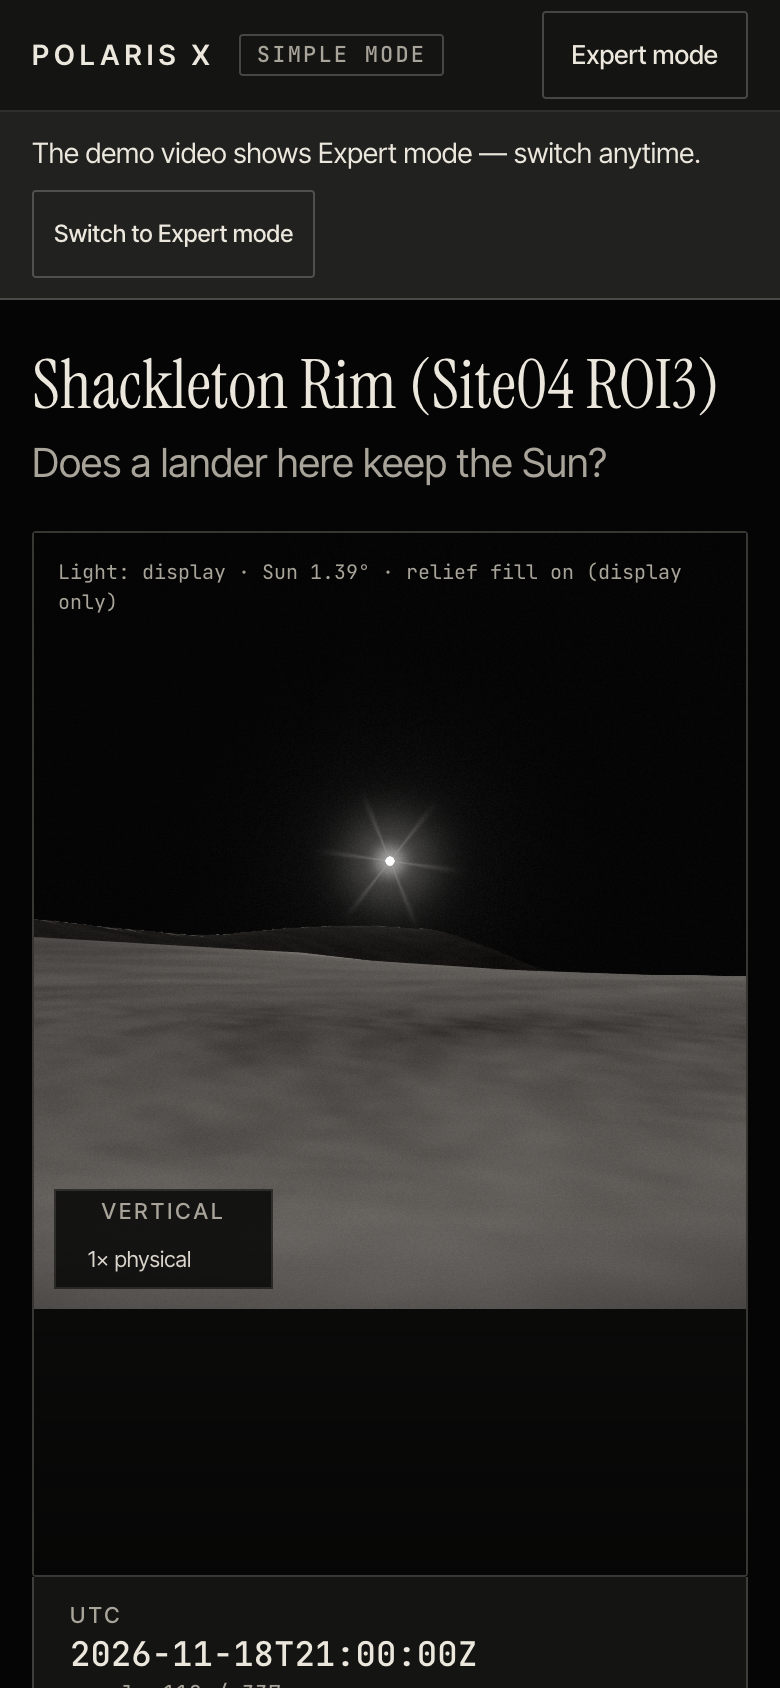 POLARIS X
SIMPLE MODE
Expert mode
The demo video shows Expert mode — switch anytime.
Switch to Expert mode
Shackleton Rim (Site04 ROI3)
Does a lander here keep the Sun?
Light: display · Sun 1.39° · relief fill on (display
only)
VERTICAL
1× physical
UTC
2026-11-18T21:00:00Z